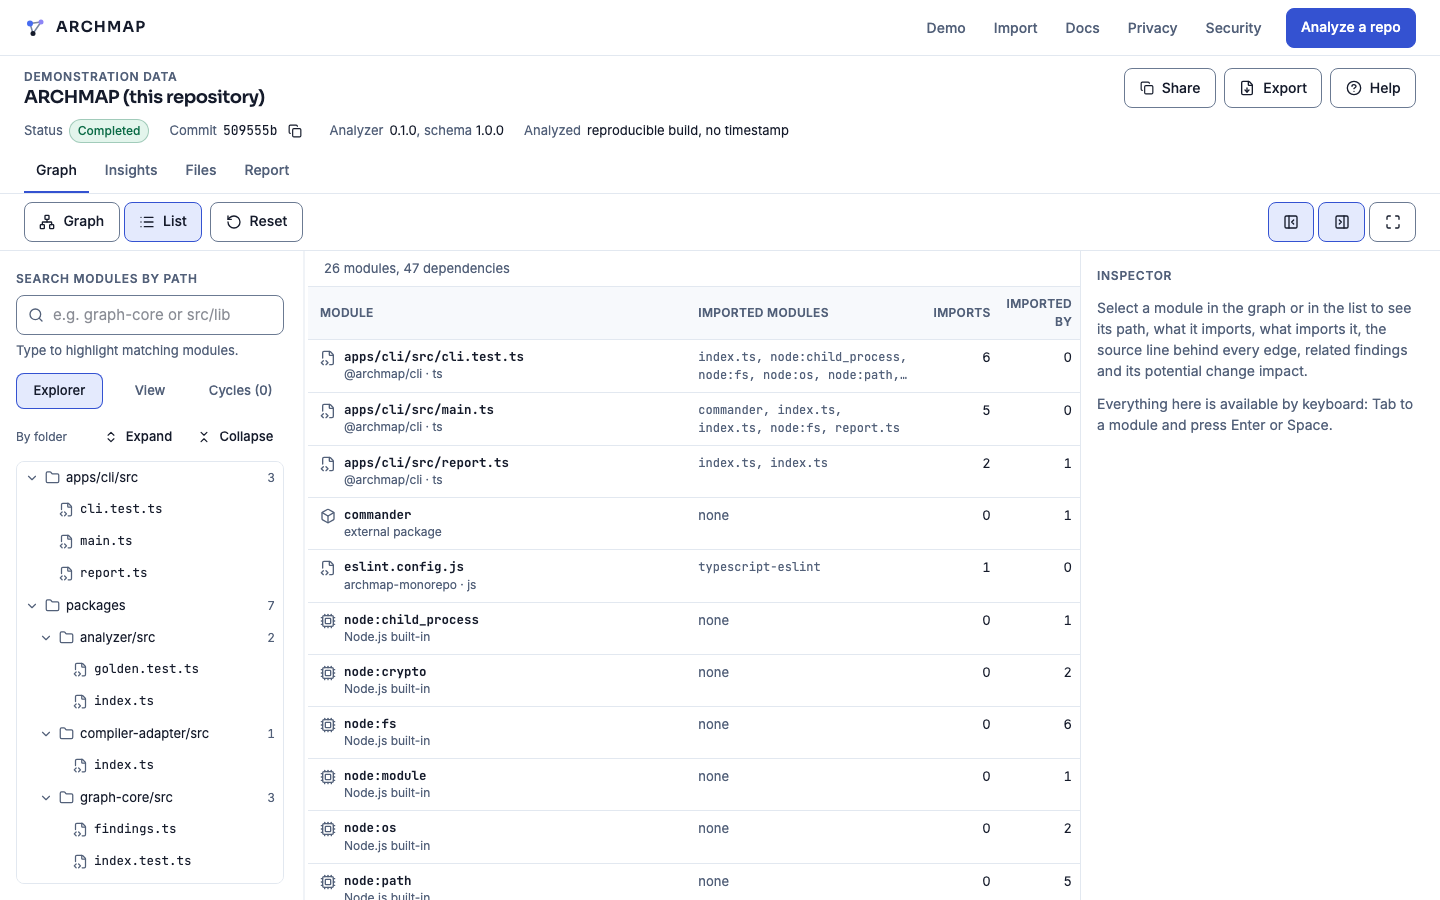 ARCHMAP
Demo
Import
Docs
Privacy
Security
Analyze a repo
DEMONSTRATION DATA
ARCHMAP (this repository)
Share
Export
Help
Status Completed Commit 509555b Analyzer 0.1.0, schema 1.0.0 Analyzed reproducible build, no timestamp
Graph
Insights
Files
Report
Graph
List
Reset
SEARCH MODULES BY PATH
e.g. graph-core or src/lib
Type to highlight matching modules.
Explorer
View
Cycles (0)
By folder
Expand
Collapse
apps/cli/src 3
cli.test.ts
main.ts
report.ts
packages 7
analyzer/src 2
golden.test.ts
index.ts
compiler-adapter/src 1
index.ts
graph-core/src 3
findings.ts
index.test.ts
26 modules, 47 dependencies
MODULE IMPORTED MODULES IMPORTS IMPORTED BY
apps/cli/src/cli.test.ts index.ts, node:child_process, 6 0
@archmap/cli · ts node:fs, node:os, node:path,…
apps/cli/src/main.ts commander, index.ts, 5 0
@archmap/cli · ts index.ts, node:fs, report.ts
apps/cli/src/report.ts index.ts, index.ts 2 1
@archmap/cli · ts
commander none 0 1
external package
eslint.config.js typescript-eslint 1 0
archmap-monorepo · js
node:child_process none 0 1
Node.js built-in
node:crypto none 0 2
Node.js built-in
node:fs none 0 6
Node.js built-in
node:module none 0 1
Node.js built-in
node:os none 0 2
Node.js built-in
node:path none 0 5
Node.js built-in
INSPECTOR
Select a module in the graph or in the list to see
its path, what it imports, what imports it, the
source line behind every edge, related findings
and its potential change impact.
Everything here is available by keyboard: Tab to
a module and press Enter or Space.